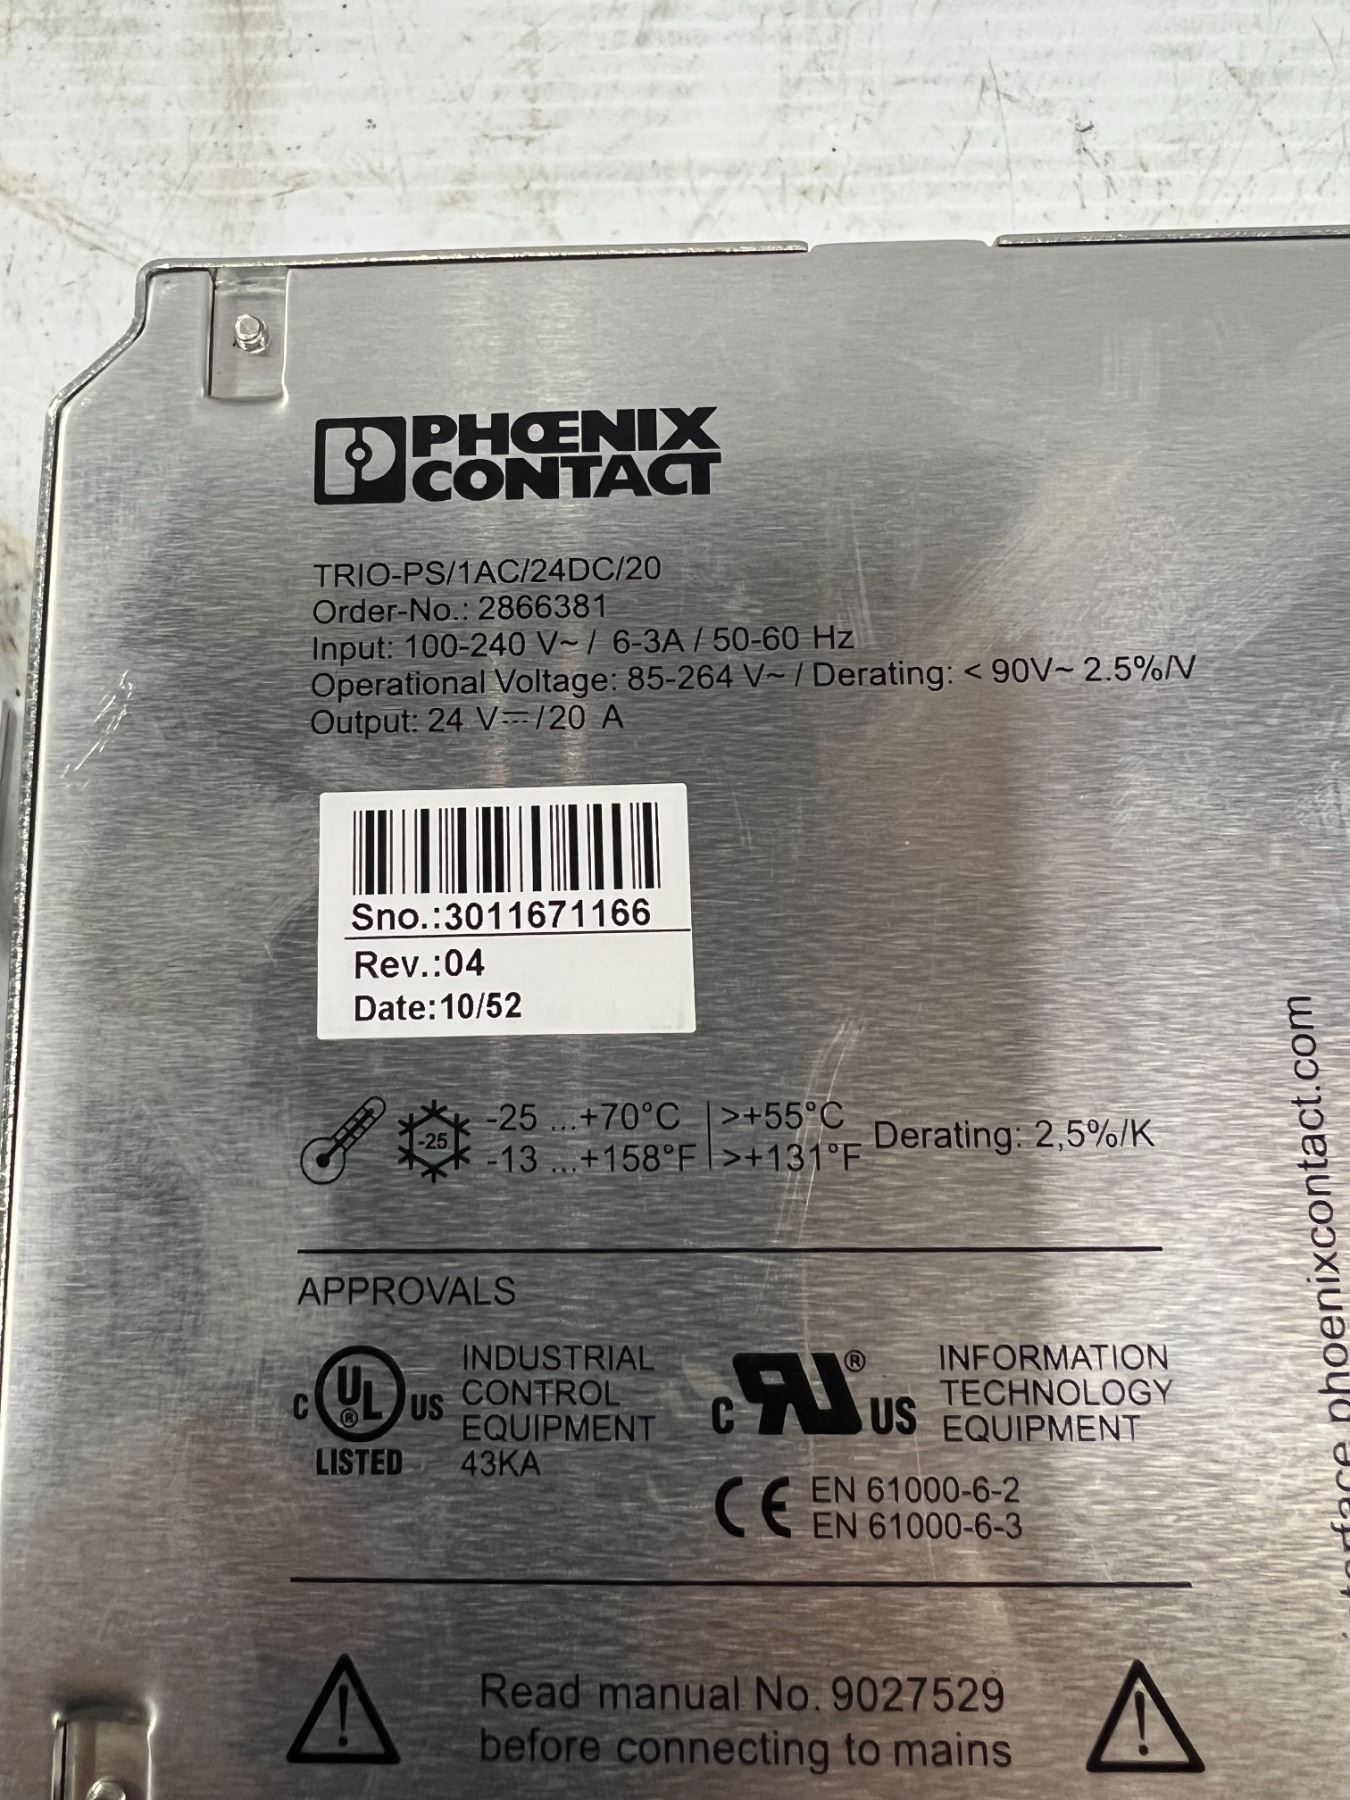 PHŒNIX
CONTACT
TRIO-PS/1AC/24DC/20
Order-No.: 2866381
Input: 100-240 V~ / 6-3A / 50-60 Hz
Operational Voltage: 85-264 V~ / Derating: < 90V~ 2.5%/V
Output: 24 V⎓/20 A
Sno.:3011671166
Rev.:04
Date:10/52
-25
-25 ...+70°C >+55°C
-13 ...+158°F >+131°F
Derating: 2,5%/K
APPROVALS
C UL ® US
LISTED
INDUSTRIAL
CONTROL
EQUIPMENT
43KA
C RU ® US
INFORMATION
TECHNOLOGY
EQUIPMENT
CE EN 61000-6-2
EN 61000-6-3
! Read manual No. 9027529 !
before connecting to mains
phoenixcontact.com